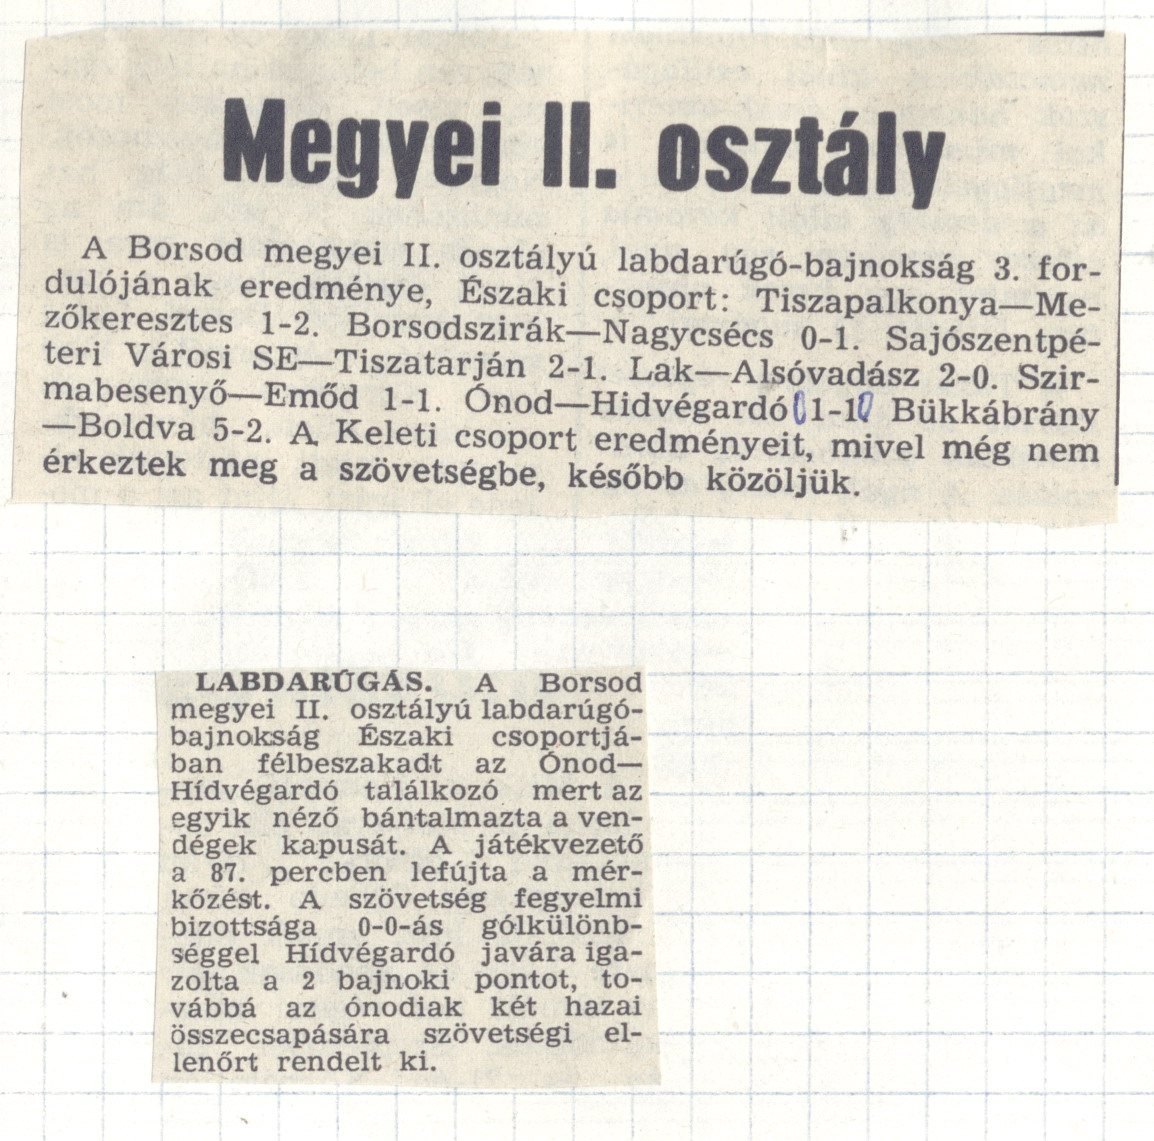 Megyei II. osztály
A Borsod megyei II. osztályú labdarúgó-bajnokság 3. for-
dulójának eredménye, Északi csoport: Tiszapalkonya—Me-
zőkeresztes 1-2. Borsodszirák—Nagycsécs 0-1. Sajószentpé-
teri Városi SE—Tiszatarján 2-1. Lak—Alsóvadász 2-0. Szir-
mabesenyő—Emőd 1-1. Ónod—Hidvégardó (1-1) Bükkábrány
—Boldva 5-2. A Keleti csoport eredményeit, mivel még nem
érkeztek meg a szövetségbe, később közöljük.
LABDARÚGÁS. A Borsod
megyei II. osztályú labdarúgó-
bajnokság Északi csoportjá-
ban félbeszakadt az Ónod—
Hídvégardó találkozó mert az
egyik néző bántalmazta a ven-
dégek kapusát. A játékvezető
a 87. percben lefújta a mér-
kőzést. A szövetség fegyelmi
bizottsága 0-0-ás gólkülönb-
séggel Hídvégardó javára iga-
zolta a 2 bajnoki pontot, to-
vábbá az ónodiak két hazai
összecsapására szövetségi el-
lenőrt rendelt ki.